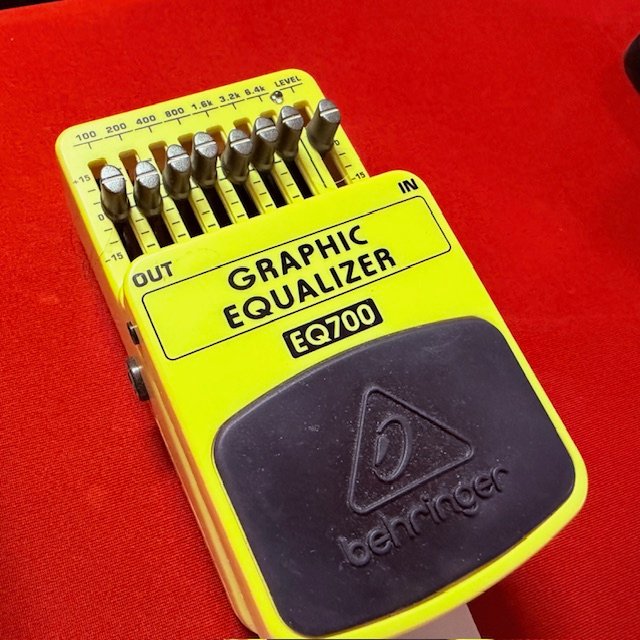 100 200 400 800 1.6k 3.2k 6.4k LEVEL
+15
0
0
-15
-15
IN
OUT
GRAPHIC
EQUALIZER
EQ700
behringer